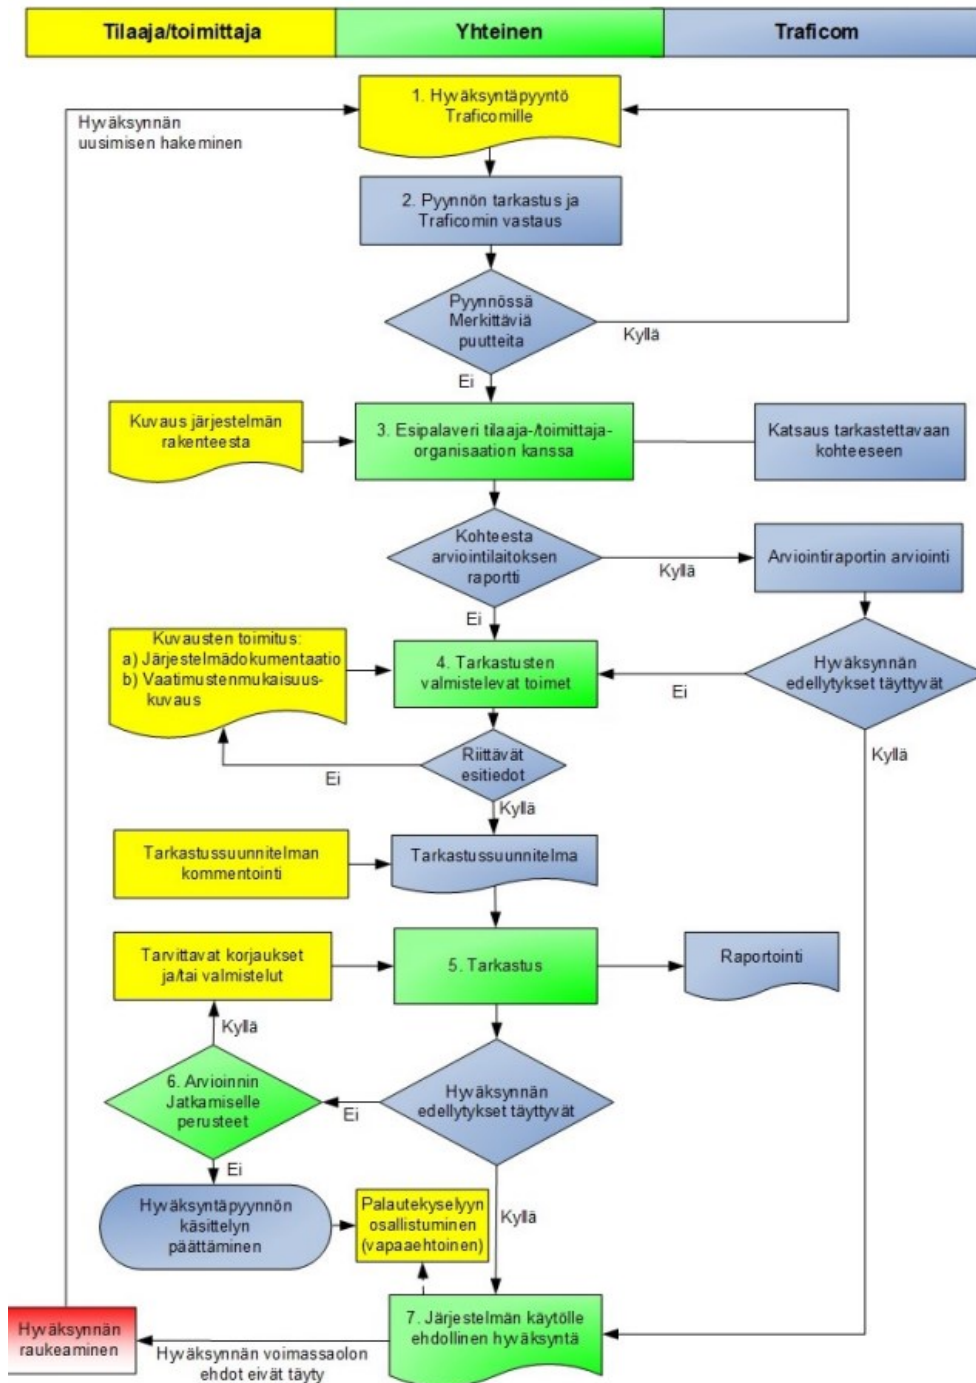 Tilaaja/toimittaja
Yhteinen
Traficom
1. Hyväksyntäpyyntö
Traficomille
Hyväksynnän
uusimisen hakeminen
2. Pyynnön tarkastus ja
Traficomin vastaus
Pyynnössä
Merkittäviä
puutteita
Kyllä
Ei
Kuvaus järjestelmän
rakenteesta
3. Esipalaveri tilaaja-/toimittaja-
organisaation kanssa
Katsaus tarkastettavaan
kohteeseen
Kohteesta
arviointilaitoksen
raportti
Kyllä
Arviointiraportin arviointi
Ei
Kuvausten toimitus:
a) Järjestelmädokumentaatio
b) Vaatimustenmukaisuus-
kuvaus
4. Tarkastusten
valmistelevat toimet
Hyväksynnän
edellytykset täyttyvät
Ei
Kyllä
Riittävät
esitiedot
Ei
Kyllä
Tarkastussuunnitelman
kommentointi
Tarkastussuunnitelma
Tarvittavat korjaukset
ja/tai valmistelut
5. Tarkastus
Raportointi
Kyllä
6. Arvioinnin
Jatkamiselle
perusteet
Ei
Hyväksynnän
edellytykset täyttyvät
Ei
Kyllä
Hyväksyntäpyynnön
käsittelyn
päättäminen
Palautekyselyyn
osallistuminen
(vapaaehtoinen)
7. Järjestelmän käytölle
ehdollinen hyväksyntä
Hyväksynnän
raukeaminen
Hyväksynnän voimassaolon
ehdot eivät täyty